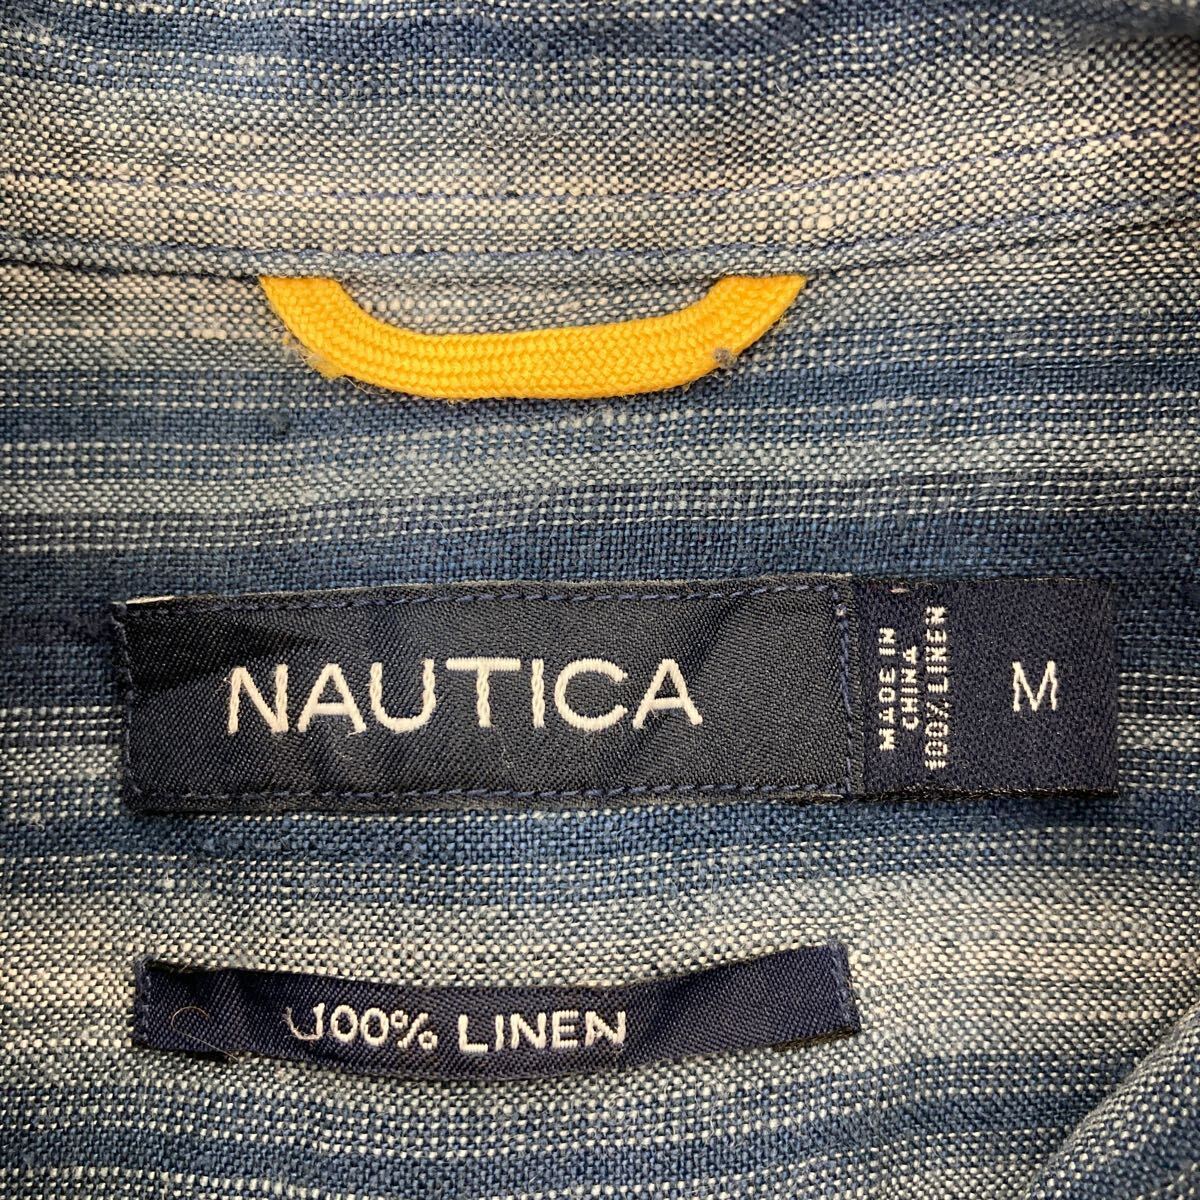 NAUTICA
MADE IN
CHINA
100% LINEN
M
100% LINEN